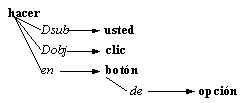 hacer
Dsub usted
Dobj clic
en botón
de opción